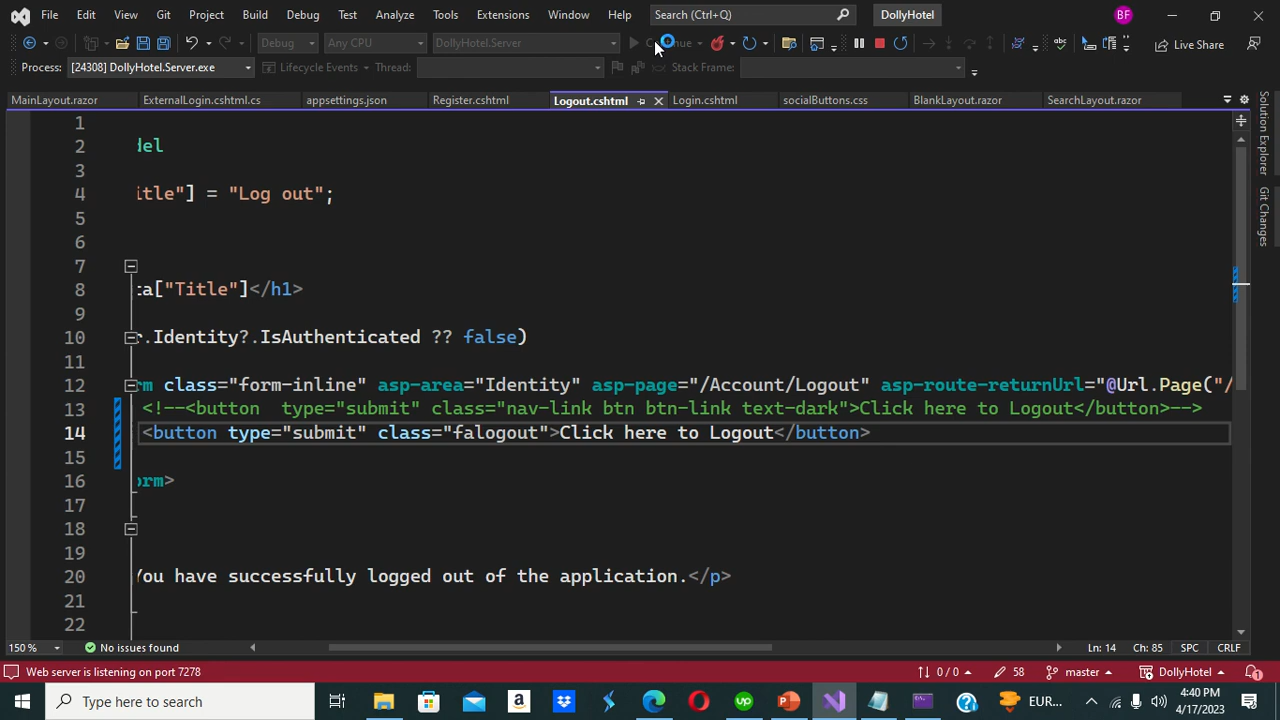 File Edit View Git Project Build Debug Test Analyze Tools Extensions Window Help Search (Ctrl+Q) DollyHotel BF
Debug Any CPU DollyHotel.Server Live Share
Process: [24308] DollyHotel.Server.exe Lifecycle Events Thread: Stack Frame:
MainLayout.razor ExternalLogin.cshtml.cs appsettings.json Register.cshtml Logout.cshtml Login.cshtml socialButtons.css BlankLayout.razor SearchLayout.razor
Solution Explorer
Git Changes
1
2 del
3
4 itle"] = "Log out";
5
6
7
8 ta["Title"]</h1>
9
10 r.Identity?.IsAuthenticated ?? false)
11
12 rm class="form-inline" asp-area="Identity" asp-page="/Account/Logout" asp-route-returnUrl="@Url.Page("/
13 <!--<button type="submit" class="nav-link btn btn-link text-dark">Click here to Logout</button>-->
14 <button type="submit" class="falogout">Click here to Logout</button>
15
16 orm>
17
18
19
20 You have successfully logged out of the application.</p>
21
22
150 % No issues found Ln: 14 Ch: 85 SPC CRLF
Web server is listening on port 7278 0 / 0 58 master DollyHotel 1
Type here to search EUR... 4:40 PM
4/17/2023